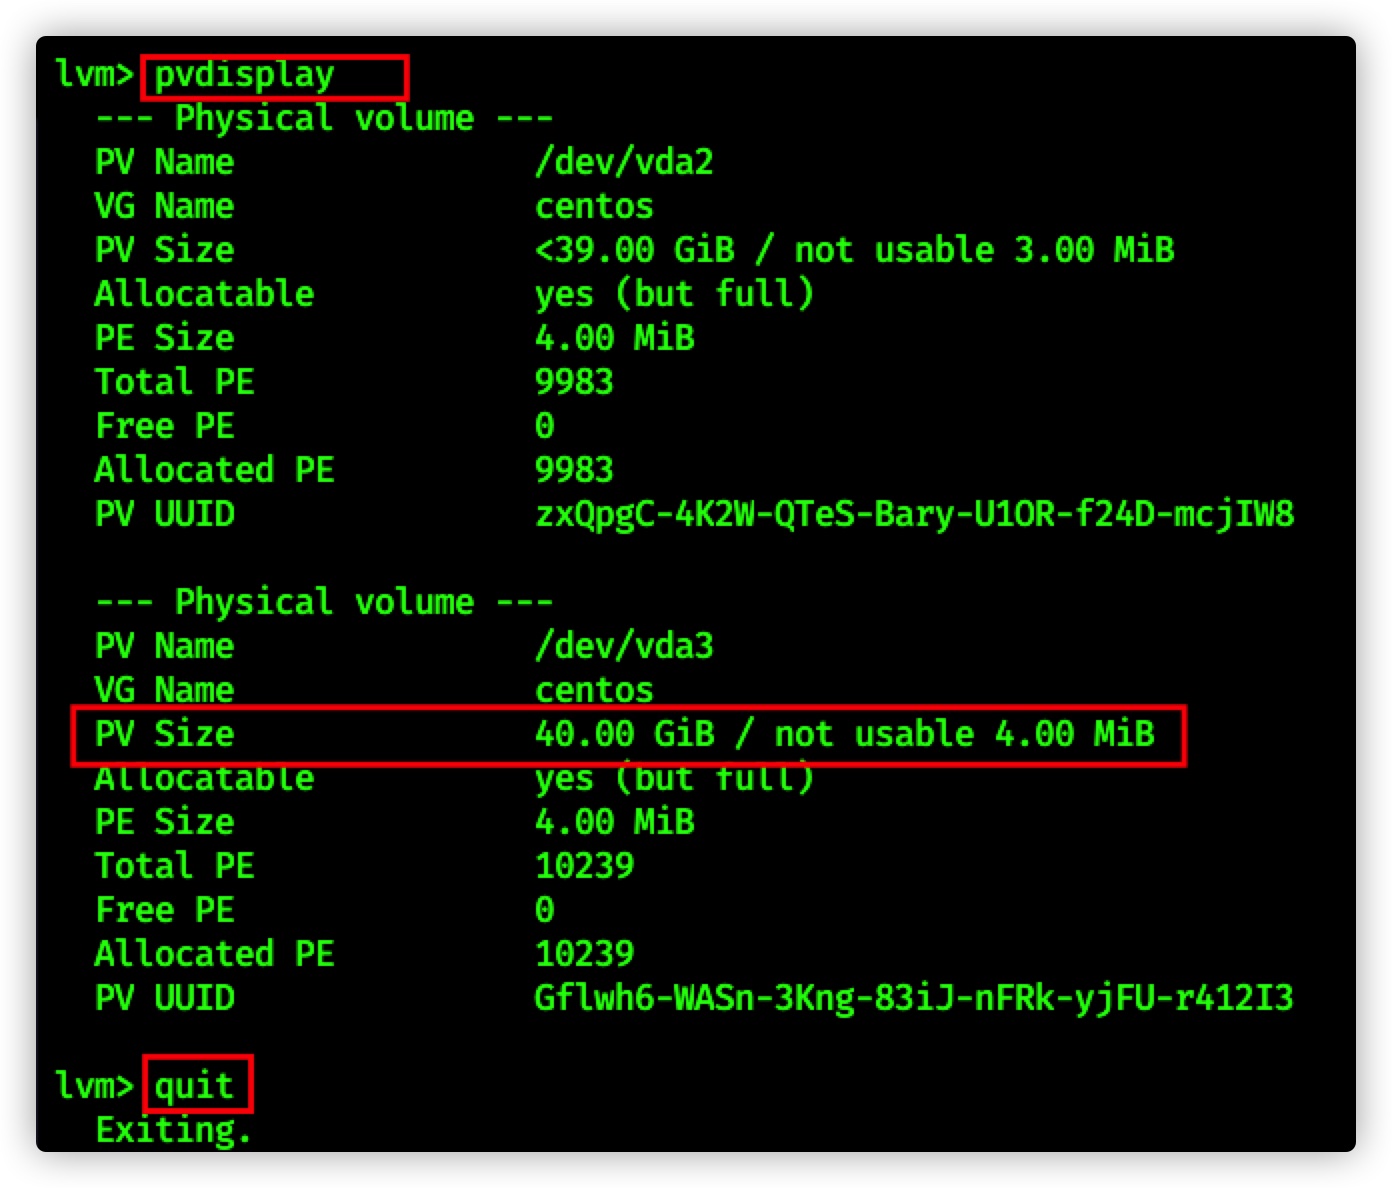 lvm> pvdisplay
--- Physical volume ---
PV Name /dev/vda2
VG Name centos
PV Size <39.00 GiB / not usable 3.00 MiB
Allocatable yes (but full)
PE Size 4.00 MiB
Total PE 9983
Free PE 0
Allocated PE 9983
PV UUID zxQpgC-4K2W-QTeS-Bary-U1OR-f24D-mcjIW8
--- Physical volume ---
PV Name /dev/vda3
VG Name centos
PV Size 40.00 GiB / not usable 4.00 MiB
Allocatable yes (but full)
PE Size 4.00 MiB
Total PE 10239
Free PE 0
Allocated PE 10239
PV UUID Gflwh6-WASn-3Kng-83iJ-nFRk-yjFU-r412I3
lvm> quit
Exiting.